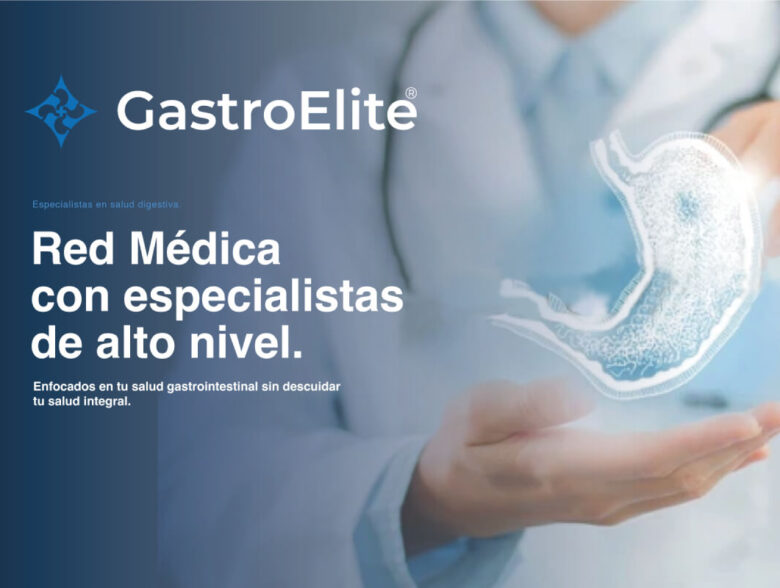 GastroElite®
Especialistas en salud digestiva
Red Médica
con especialistas
de alto nivel.
Enfocados en tu salud gastrointestinal sin descuidar
tu salud integral.